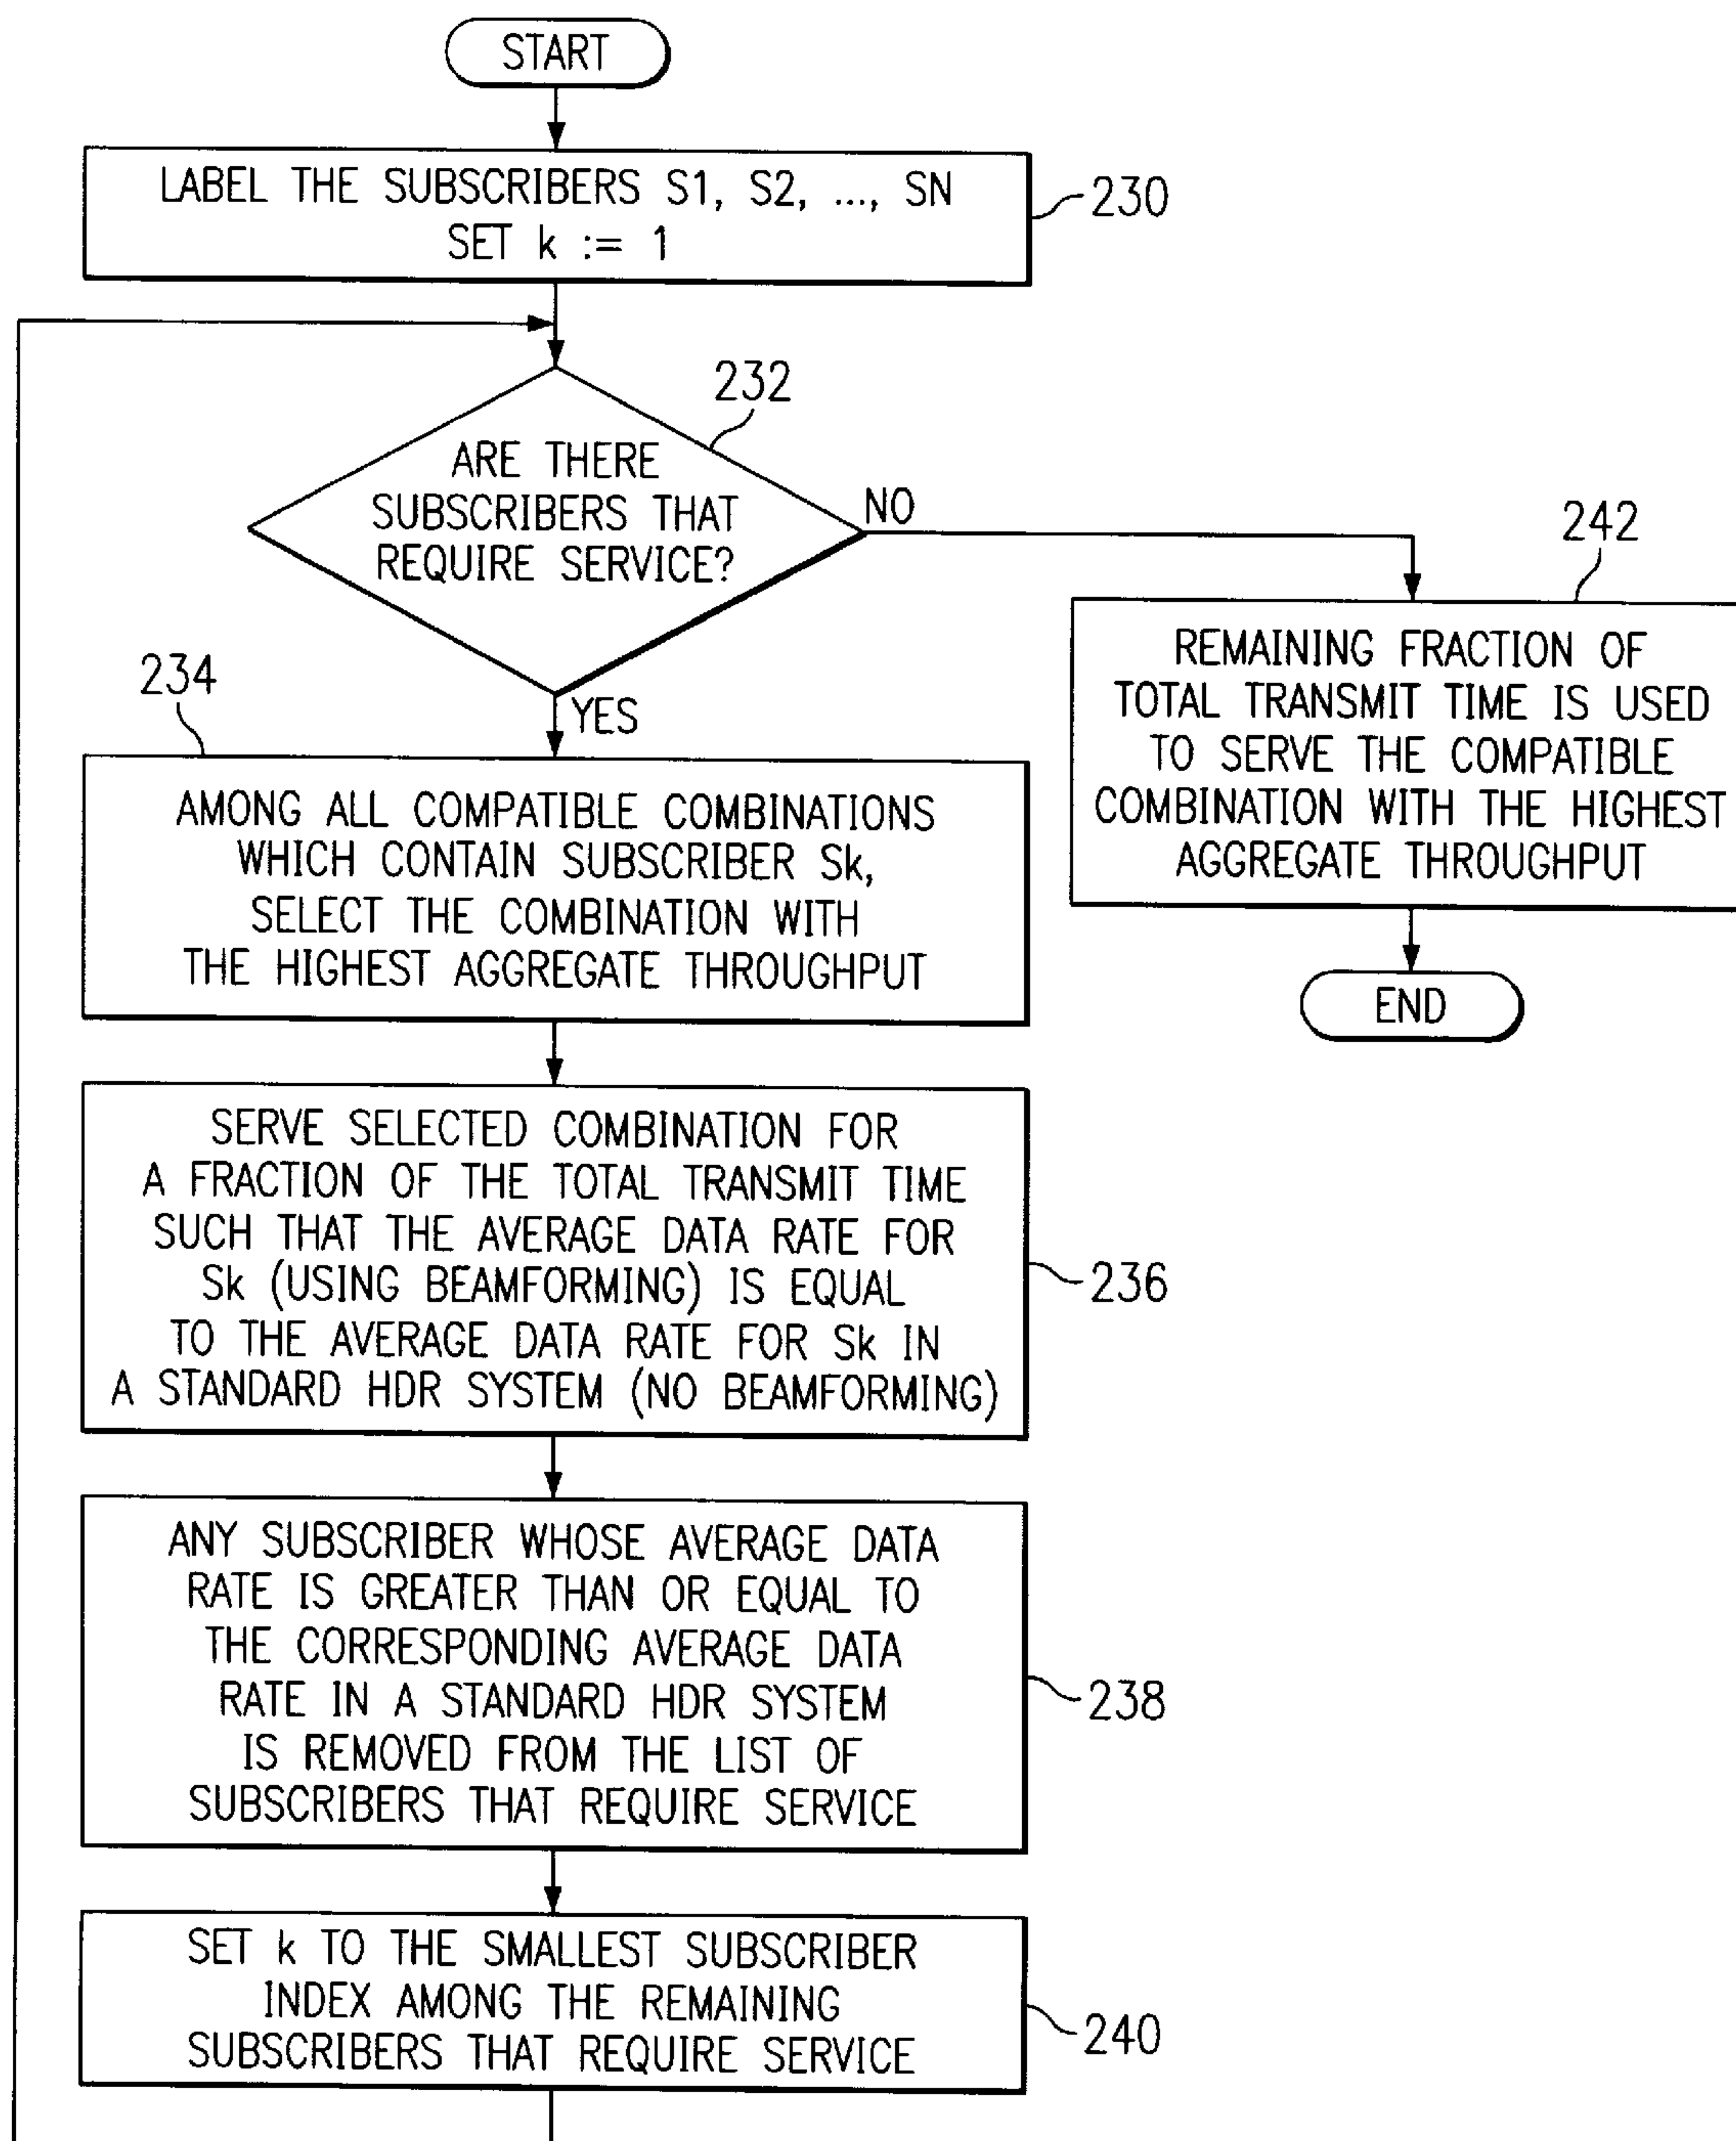 START
LABEL THE SUBSCRIBERS S1, S2, ..., SN
SET k := 1
230
232
ARE THERE
SUBSCRIBERS THAT
REQUIRE SERVICE?
NO
YES
242
REMAINING FRACTION OF
TOTAL TRANSMIT TIME IS USED
TO SERVE THE COMPATIBLE
COMBINATION WITH THE HIGHEST
AGGREGATE THROUGHPUT
END
234
AMONG ALL COMPATIBLE COMBINATIONS
WHICH CONTAIN SUBSCRIBER Sk,
SELECT THE COMBINATION WITH
THE HIGHEST AGGREGATE THROUGHPUT
SERVE SELECTED COMBINATION FOR
A FRACTION OF THE TOTAL TRANSMIT TIME
SUCH THAT THE AVERAGE DATA RATE FOR
Sk (USING BEAMFORMING) IS EQUAL
TO THE AVERAGE DATA RATE FOR Sk IN
A STANDARD HDR SYSTEM (NO BEAMFORMING)
236
ANY SUBSCRIBER WHOSE AVERAGE DATA
RATE IS GREATER THAN OR EQUAL TO
THE CORRESPONDING AVERAGE DATA
RATE IN A STANDARD HDR SYSTEM
IS REMOVED FROM THE LIST OF
SUBSCRIBERS THAT REQUIRE SERVICE
238
SET k TO THE SMALLEST SUBSCRIBER
INDEX AMONG THE REMAINING
SUBSCRIBERS THAT REQUIRE SERVICE
240